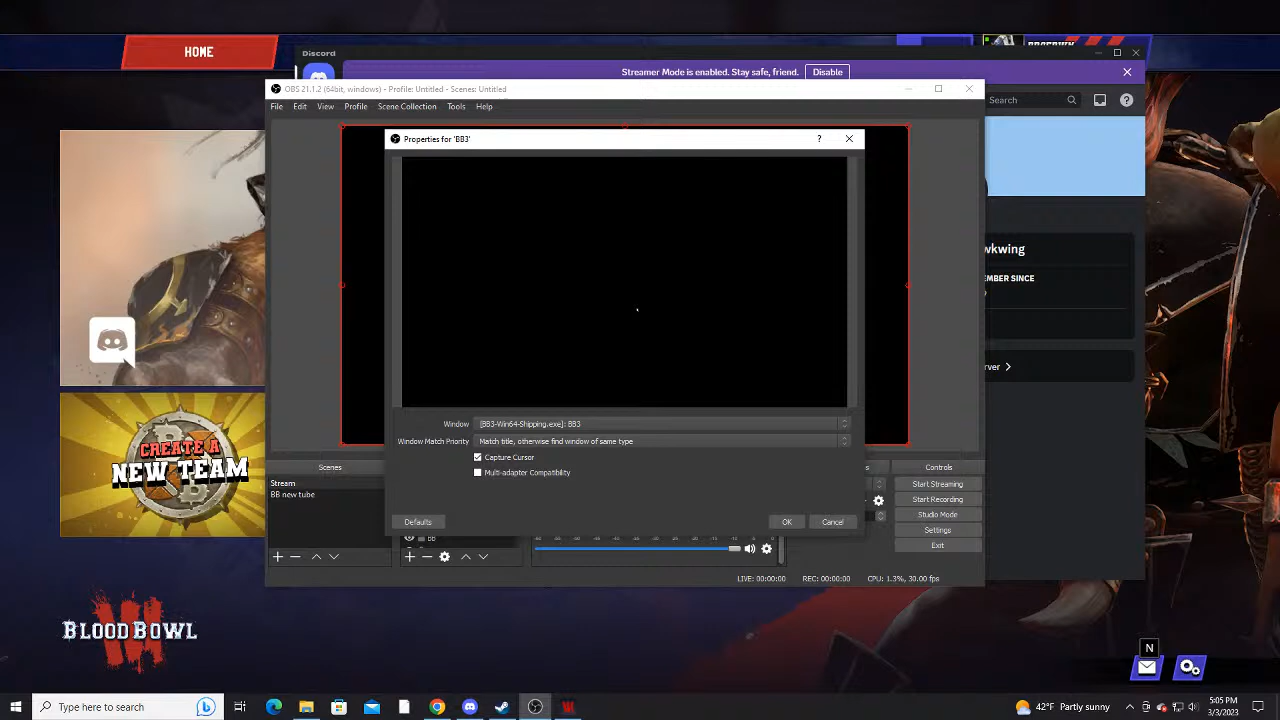 HOME
Discord
Streamer Mode is enabled. Stay safe, friend.
Disable
OBS 21.1.2 (64bit, windows) - Profile: Untitled - Scenes: Untitled
File
Edit
View
Profile
Scene Collection
Tools
Help
Search
Properties for 'BB3'
wkwing
EMBER SINCE
rver
Window
[BB3-Win64-Shipping.exe]: BB3
Window Match Priority
Match title, otherwise find window of same type
Capture Cursor
Multi-adapter Compatibility
Defaults
OK
Cancel
CREATE A
NEW TEAM
Scenes
Stream
BB new tube
BB
s
Controls
Start Streaming
Start Recording
Studio Mode
Settings
Exit
LIVE: 00:00:00
REC: 00:00:00
CPU: 1.3%, 30.00 fps
BLOOD BOWL
N
Type here to search
42°F Partly sunny
5:05 PM
3/3/2023